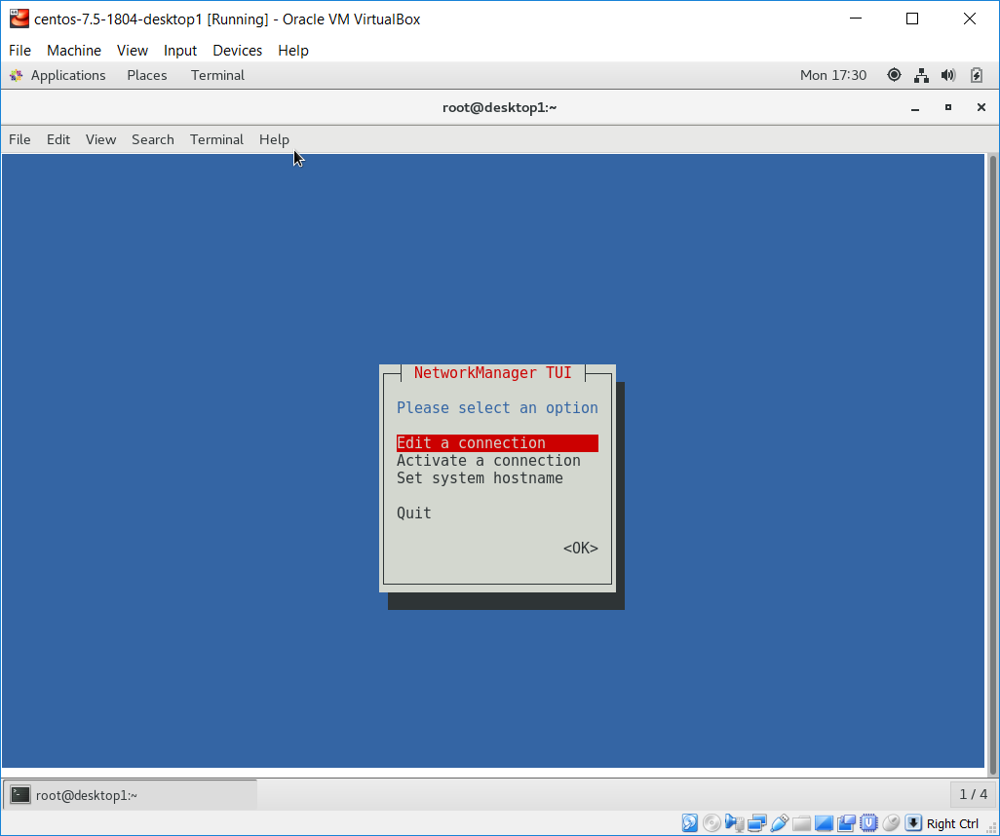 centos-7.5-1804-desktop1 [Running] - Oracle VM VirtualBox
File Machine View Input Devices Help
Applications Places Terminal Mon 17:30
root@desktop1:~
File Edit View Search Terminal Help
NetworkManager TUI
Please select an option
Edit a connection
Activate a connection
Set system hostname
Quit
<OK>
root@desktop1:~ 1 / 4
Right Ctrl